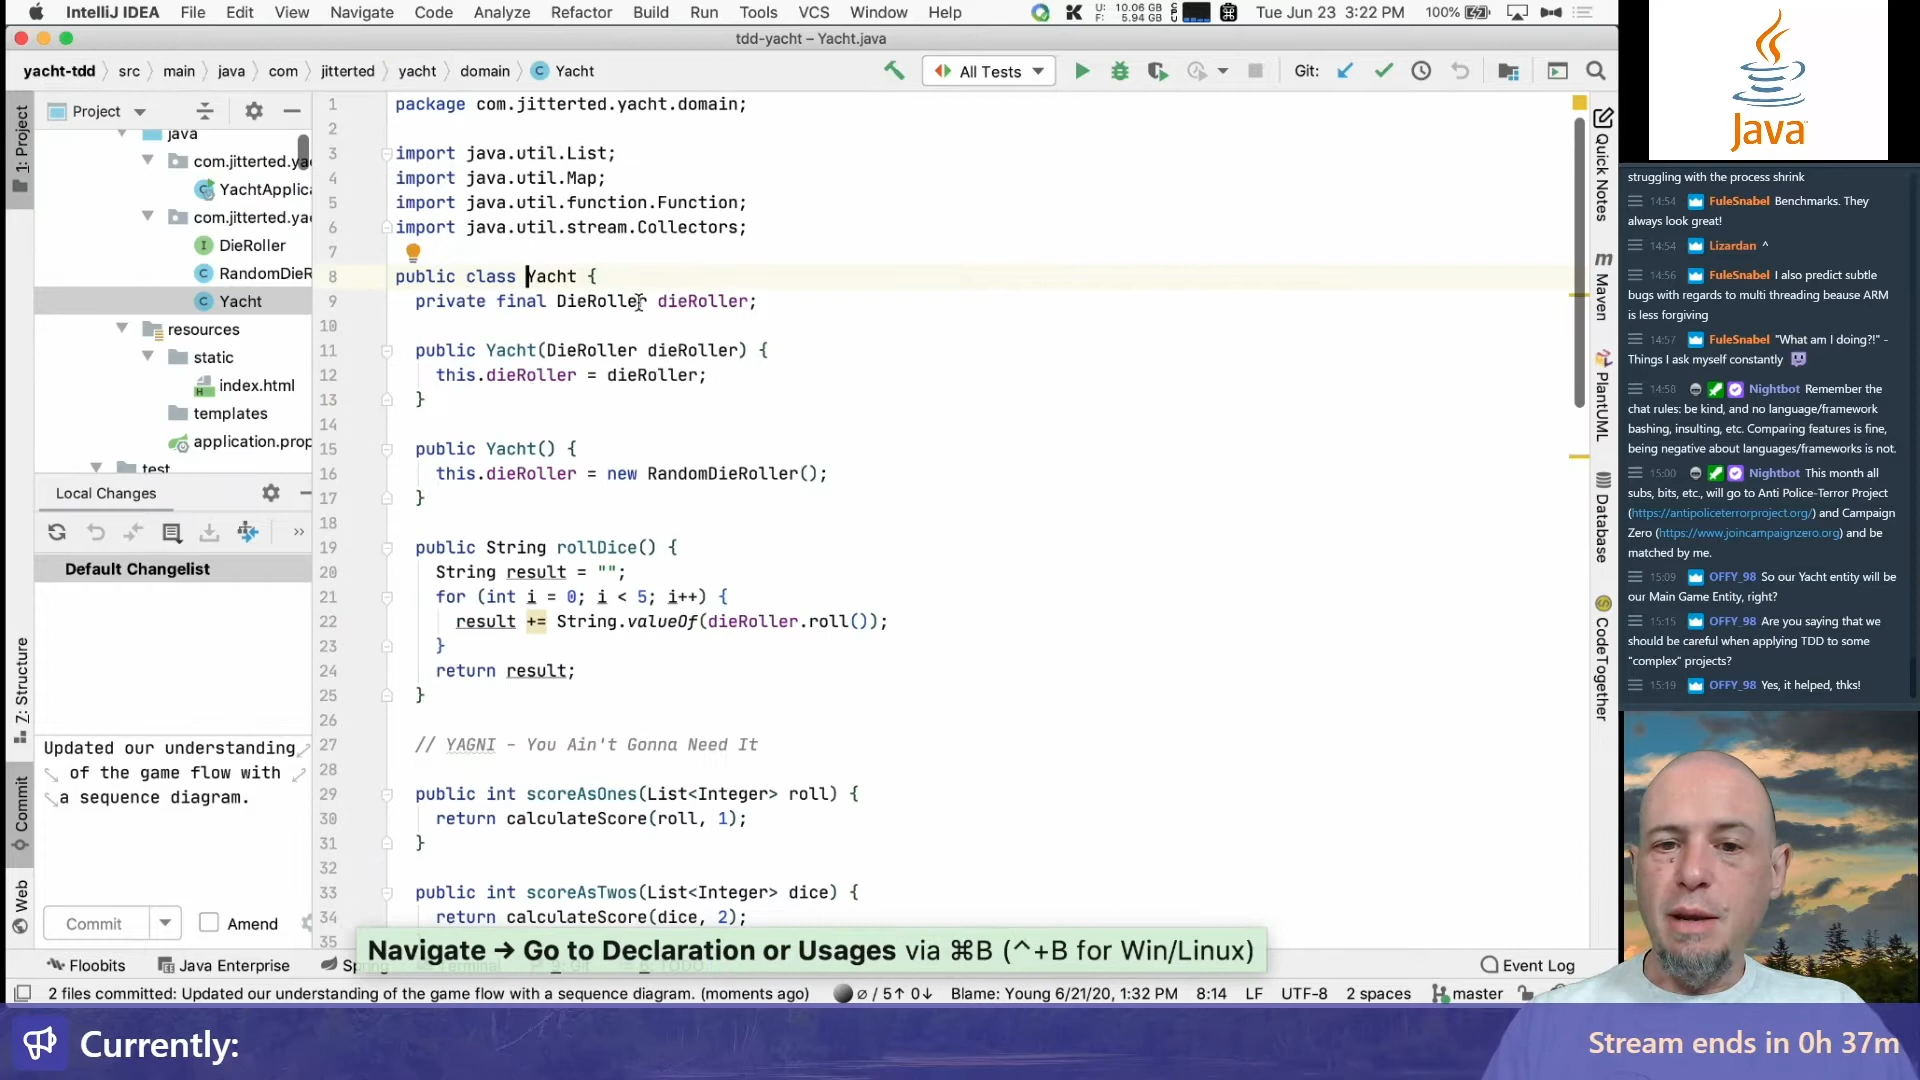 IntelliJ IDEA File Edit View Navigate Code Analyze Refactor Build Run Tools VCS Window Help
U: 10.06 GB
F: 5.94 GB
Tue Jun 23 3:22 PM 100%
tdd-yacht – Yacht.java
yacht-tdd src main java com jitterted yacht domain Yacht
All Tests
Git:
1: Project
Project
java
com.jitterted.ya
YachtApplica
com.jitterted.ya
DieRoller
RandomDieR
Yacht
resources
static
index.html
templates
application.prop
test
Local Changes
Default Changelist
Updated our understanding
of the game flow with
a sequence diagram.
Commit
Amend
Z: Structure
Commit
Web
1 package com.jitterted.yacht.domain;
2
3 import java.util.List;
4 import java.util.Map;
5 import java.util.function.Function;
6 import java.util.stream.Collectors;
7
8 public class Yacht {
9 private final DieRoller dieRoller;
10
11 public Yacht(DieRoller dieRoller) {
12 this.dieRoller = dieRoller;
13 }
14
15 public Yacht() {
16 this.dieRoller = new RandomDieRoller();
17 }
18
19 public String rollDice() {
20 String result = "";
21 for (int i = 0; i < 5; i++) {
22 result += String.valueOf(dieRoller.roll());
23 }
24 return result;
25 }
26
27 // YAGNI - You Ain't Gonna Need It
28
29 public int scoreAsOnes(List<Integer> roll) {
30 return calculateScore(roll, 1);
31 }
32
33 public int scoreAsTwos(List<Integer> dice) {
34 return calculateScore(dice, 2);
35
Navigate → Go to Declaration or Usages via ⌘B (^+B for Win/Linux)
Floobits Java Enterprise Sp
Event Log
2 files committed: Updated our understanding of the game flow with a sequence diagram. (moments ago)
∅ / 5↑ 0↓ Blame: Young 6/21/20, 1:32 PM 8:14 LF UTF-8 2 spaces master
Quick Notes
m Maven
PlantUML
Database
CodeTogether
Java
struggling with the process shrink
14:54 FuleSnabel Benchmarks. They
always look great!
14:54 Lizardan ^
14:56 FuleSnabel I also predict subtle
bugs with regards to multi threading beause ARM
is less forgiving
14:57 FuleSnabel "What am I doing?!" -
Things I ask myself constantly
14:58 Nightbot Remember the
chat rules: be kind, and no language/framework
bashing, insulting, etc. Comparing features is fine,
being negative about languages/frameworks is not.
15:00 Nightbot This month all
subs, bits, etc., will go to Anti Police-Terror Project
(https://antipoliceterrorproject.org/) and Campaign
Zero (https://www.joincampaignzero.org) and be
matched by me.
15:09 OFFY_98 So our Yacht entity will be
our Main Game Entity, right?
15:15 OFFY_98 Are you saying that we
should be careful when applying TDD to some
"complex" projects?
15:19 OFFY_98 Yes, it helped, thks!
Currently:
Stream ends in 0h 37m